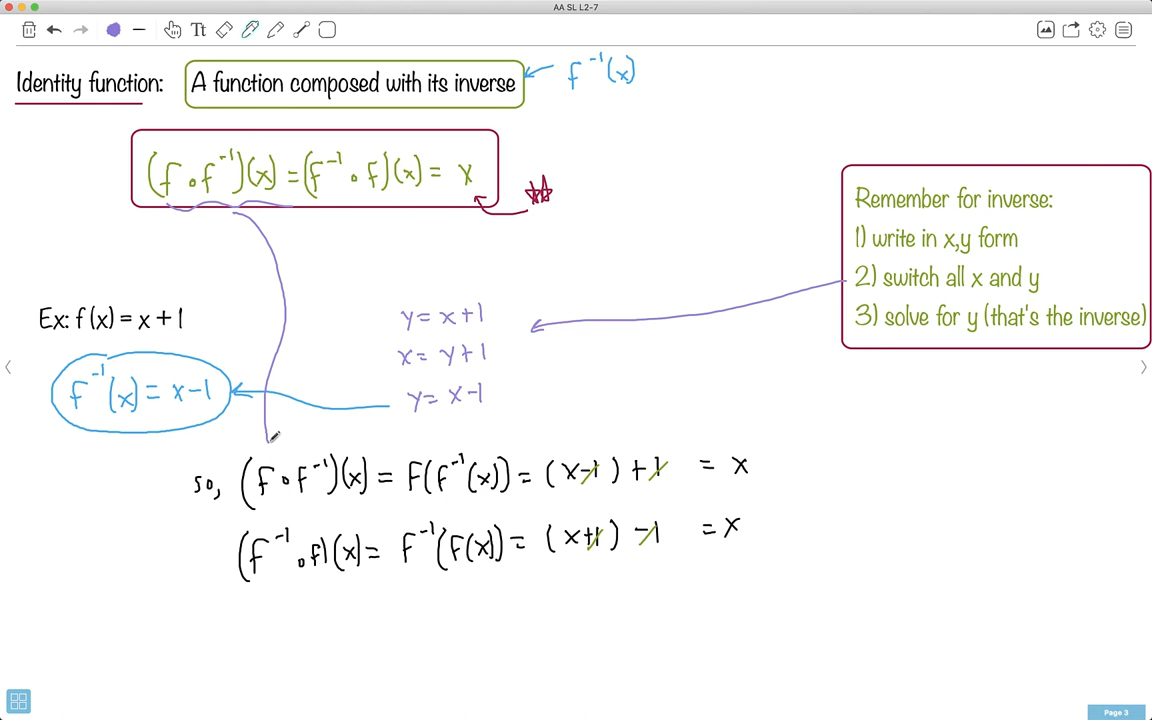 AA SL L2-7
Tt
Identity function: A function composed with its inverse
f⁻¹(x)
(f∘f⁻¹)(x) = (f⁻¹∘f)(x) = x
Remember for inverse:
1) write in x,y form
2) switch all x and y
3) solve for y (that's the inverse)
Ex: f(x) = x + 1
f⁻¹(x) = x-1
y = x+1
x = y+1
y = x-1
so, (f∘f⁻¹)(x) = f(f⁻¹(x)) = (x-1) + 1 = x
(f⁻¹∘f)(x) = f⁻¹(f(x)) = (x+1) - 1 = x
Page 3